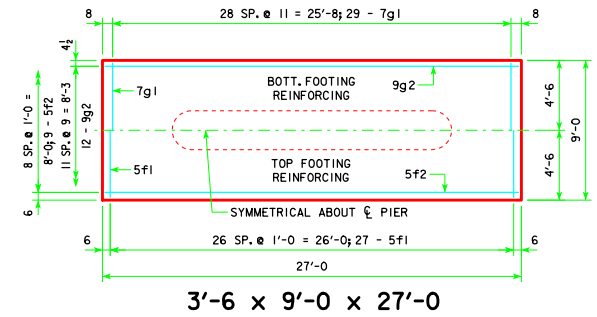 8 28 SP. @ 11 = 25'-8; 29 - 7g1 8
4½
7g1
BOTT. FOOTING
REINFORCING
9g2
4'-6
8 SP. @ 1'-0 =
8'-0; 9 - 5f2
11 SP. @ 9 = 8'-3
12 - 9g2
9'-0
5f1
TOP FOOTING
REINFORCING
5f2
4'-6
6
SYMMETRICAL ABOUT ℄ PIER
6 26 SP. @ 1'-0 = 26'-0; 27 - 5f1 6
27'-0
3'-6 x 9'-0 x 27'-0